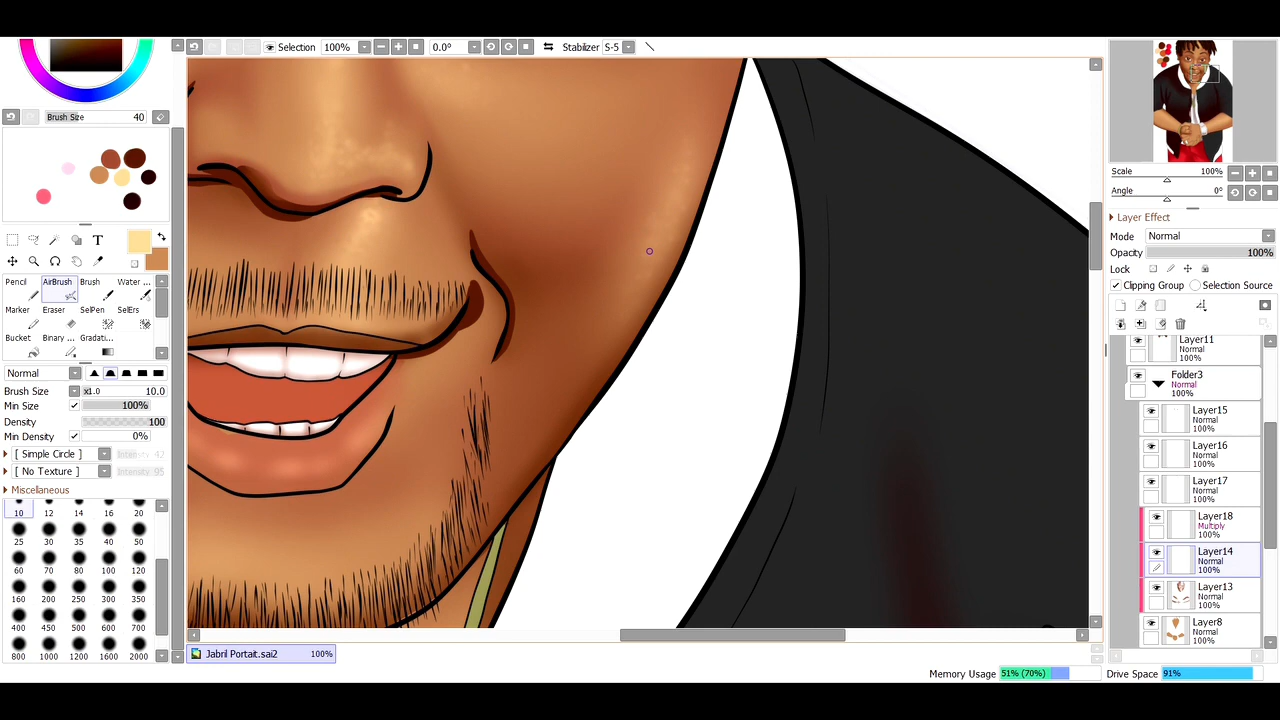 Selection 100% 0.0° Stabilizer S-5
Brush Size 40
T
Pencil AirBrush Brush Water ...
Marker Eraser SelPen SelErs
Bucket Binary ... Gradati...
Normal
Brush Size x1.0 10.0
Min Size 100%
Density 100
Min Density 0%
[ Simple Circle ]
[ No Texture ] Intensity 95
Miscellaneous
10 12 14 16 20
25 30 35 40 50
60 70 80 100 120
160 200 250 300 350
400 450 500 600 700
800 1000 1200 1600 2000
Jabril Portait.sai2 100%
Memory Usage 51% (70%) Drive Space 91%
Scale 100%
Angle 0°
Layer Effect
Mode Normal
Opacity 100%
Lock
Clipping Group Selection Source
Layer11
Normal
100%
Folder3
Normal
100%
Layer15
Normal
100%
Layer16
Normal
100%
Layer17
Normal
100%
Layer18
Multiply
100%
Layer14
Normal
100%
Layer13
Normal
100%
Layer8
Normal
100%